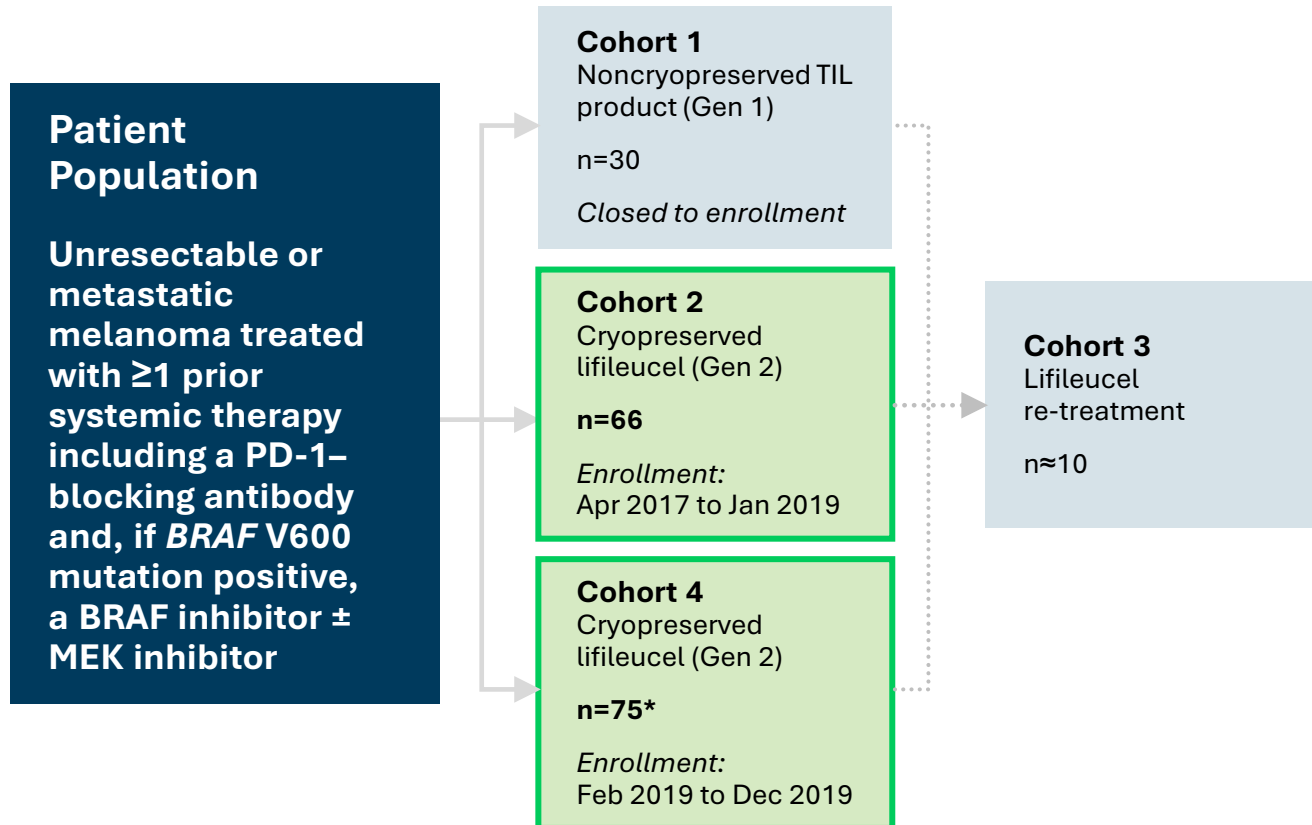 Patient
Population
Unresectable or
metastatic
melanoma treated
with ≥1 prior
systemic therapy
including a PD-1–
blocking antibody
and, if BRAF V600
mutation positive,
a BRAF inhibitor ±
MEK inhibitor
Cohort 1
Noncryopreserved TIL
product (Gen 1)
n=30
Closed to enrollment
Cohort 2
Cryopreserved
lifileucel (Gen 2)
n=66
Enrollment:
Apr 2017 to Jan 2019
Cohort 4
Cryopreserved
lifileucel (Gen 2)
n=75*
Enrollment:
Feb 2019 to Dec 2019
Cohort 3
Lifileucel
re-treatment
n≈10